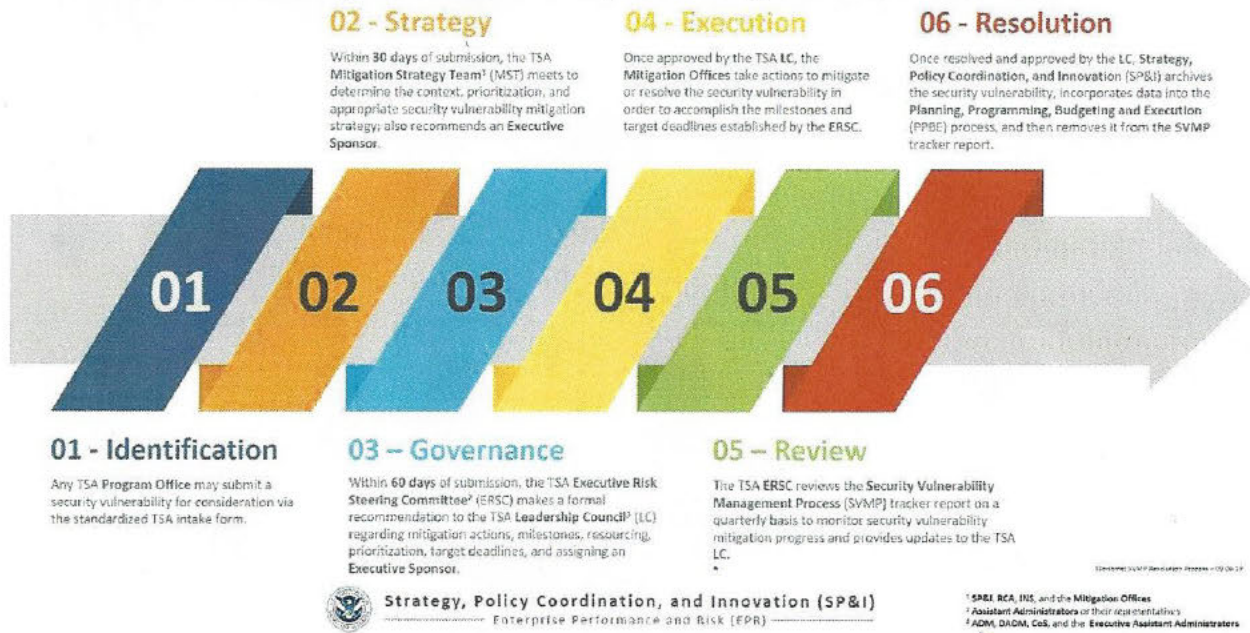 02 - Strategy
Within 30 days of submission, the TSA
Mitigation Strategy Team¹ (MST) meets to
determine the context, prioritization, and
appropriate security vulnerability mitigation
strategy; also recommends an Executive
Sponsor.
04 - Execution
Once approved by the TSA LC, the
Mitigation Offices take actions to mitigate
or resolve the security vulnerability in
order to accomplish the milestones and
target deadlines established by the ERSC.
06 - Resolution
Once resolved and approved by the LC, Strategy,
Policy Coordination, and Innovation (SP&I) archives
the security vulnerability, incorporates data into the
Planning, Programming, Budgeting and Execution
(PPBE) process, and then removes it from the SVMP
tracker report.
01
02
03
04
05
06
01 - Identification
Any TSA Program Office may submit a
security vulnerability for consideration via
the standardized TSA intake form.
03 – Governance
Within 60 days of submission, the TSA Executive Risk
Steering Committee² (ERSC) makes a formal
recommendation to the TSA Leadership Council³ (LC)
regarding mitigation actions, milestones, resourcing,
prioritization, target deadlines, and assigning an
Executive Sponsor.
05 – Review
The TSA ERSC reviews the Security Vulnerability
Management Process (SVMP) tracker report on a
quarterly basis to monitor security vulnerability
mitigation progress and provides updates to the TSA
LC.
Strategy, Policy Coordination, and Innovation (SP&I)
Enterprise Performance and Risk (EPR)
¹ SP&I, RCA, INS, and the Mitigation Offices
² Assistant Administrators or their representatives
³ ADM, DADM, CoS, and the Executive Assistant Administrators